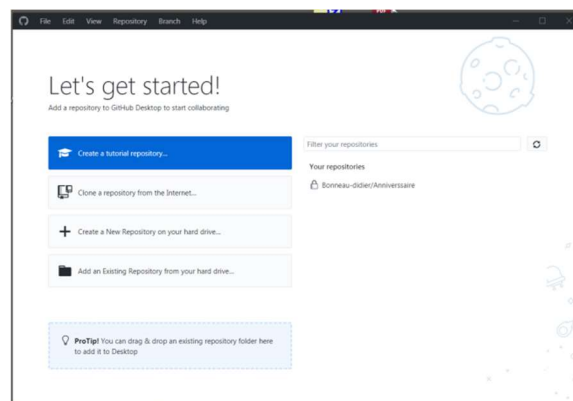 File Edit View Repository Branch Help
Let's get started!
Add a repository to GitHub Desktop to start collaborating
Create a tutorial repository...
Clone a repository from the Internet...
Create a New Repository on your hard drive...
Add an Existing Repository from your hard drive...
ProTip! You can drag & drop an existing repository folder here
to add it to Desktop
Filter your repositories
Your repositories
Bonneau-didier/Anniverssaire